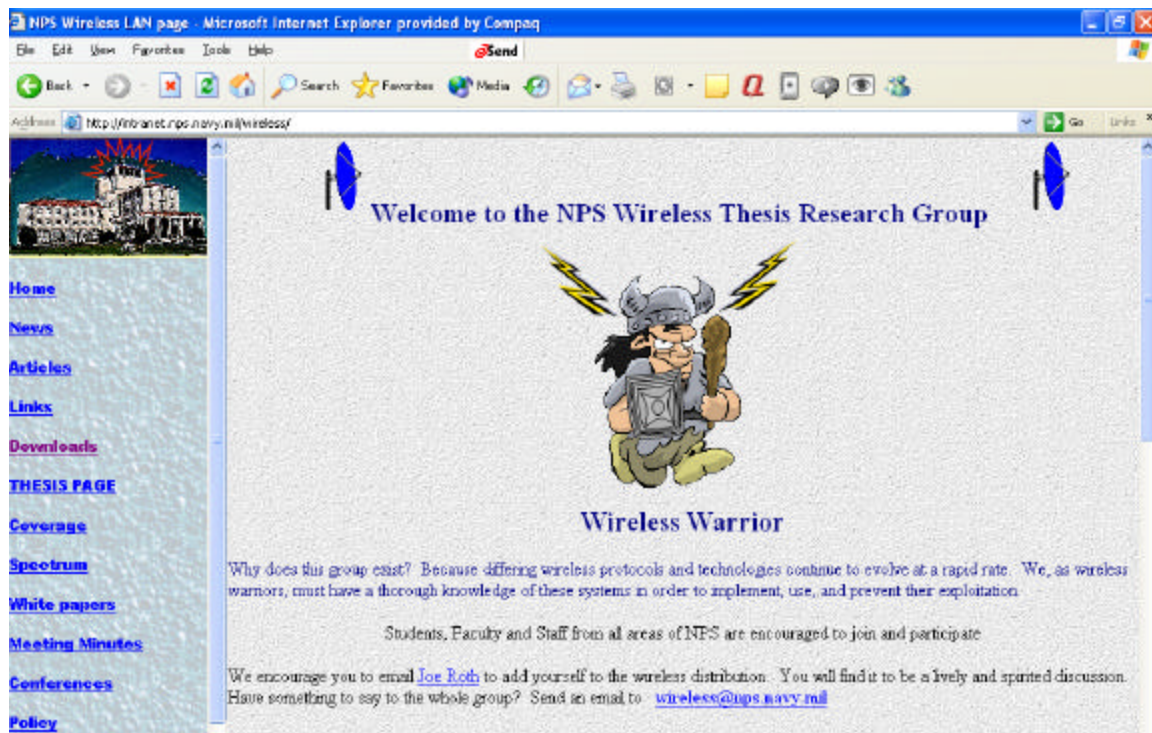 NPS Wireless LAN page - Microsoft Internet Explorer provided by Compaq
File Edit View Favorites Tools Help
Send
Back Search Favorites Media
Address http://intranet.nps.navy.mil/wireless/ Go Links
Welcome to the NPS Wireless Thesis Research Group
Home
News
Articles
Links
Downloads
THESIS PAGE
Coverage
Spectrum
White papers
Meeting Minutes
Conferences
Policy
Wireless Warrior
Why does this group exist? Because differing wireless protocols and technologies continue to evolve at a rapid rate. We, as wireless
warriors, must have a thorough knowledge of these systems in order to implement, use, and prevent their exploitation
Students, Faculty and Staff from all areas of NPS are encouraged to join and participate
We encourage you to email Joe Roth to add yourself to the wireless distribution. You will find it to be a lively and spirited discussion.
Have something to say to the whole group? Send an email to wireless@nps.navy.mil